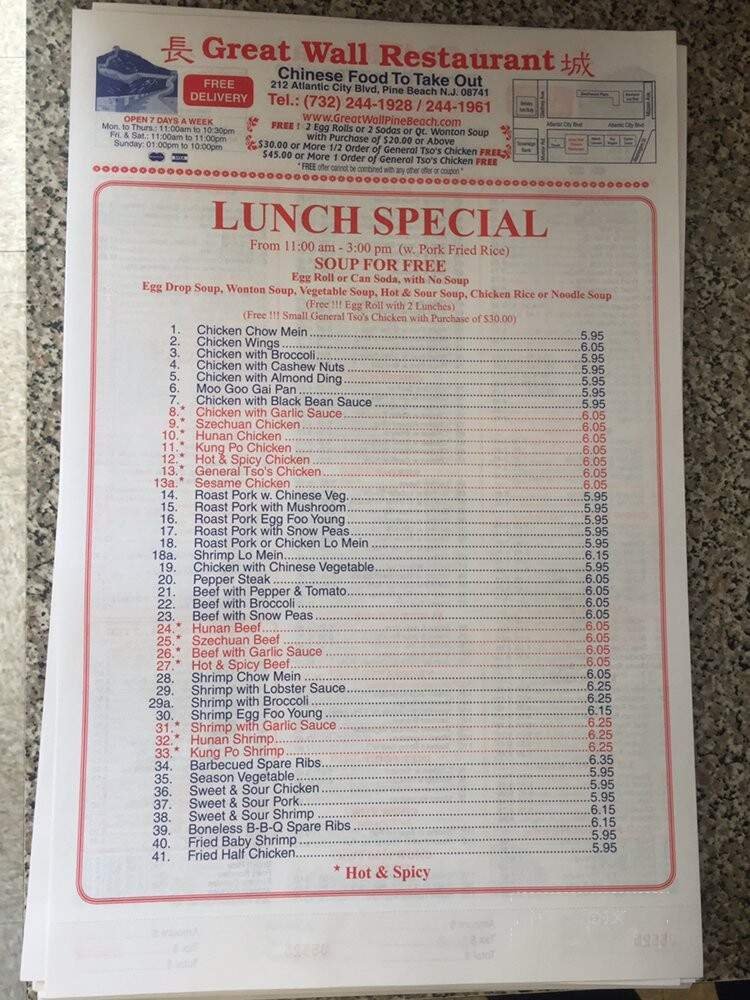 長 Great Wall Restaurant 城
Chinese Food To Take Out
FREE DELIVERY
212 Atlantic City Blvd, Pine Beach N.J. 08741
Tel.: (732) 244-1928 / 244-1961
www.GreatWallPineBeach.com
OPEN 7 DAYS A WEEK
Mon. to Thurs.: 11:00am to 10:30pm
Fri. & Sat.: 11:00am to 11:00pm
Sunday: 01:00pm to 10:00pm
FREE ! 2 Egg Rolls or 2 Sodas or Qt. Wonton Soup
with Purchase of $20.00 or Above
$30.00 or More 1/2 Order of General Tso's Chicken FREE
$45.00 or More 1 Order of General Tso's Chicken FREE
* FREE offer cannot be combined with any other offer or coupon *
Atlantic City Blvd Atlantic City Blvd
LUNCH SPECIAL
From 11:00 am - 3:00 pm (w. Pork Fried Rice)
SOUP FOR FREE
Egg Roll or Can Soda, with No Soup
Egg Drop Soup, Wonton Soup, Vegetable Soup, Hot & Sour Soup, Chicken Rice or Noodle Soup
(Free !!! Egg Roll with 2 Lunches)
(Free !!! Small General Tso's Chicken with Purchase of $30.00)
1. Chicken Chow Mein 5.95
2. Chicken Wings 6.05
3. Chicken with Broccoli 5.95
4. Chicken with Cashew Nuts 5.95
5. Chicken with Almond Ding 5.95
6. Moo Goo Gai Pan 5.95
7. Chicken with Black Bean Sauce 5.95
8.* Chicken with Garlic Sauce 6.05
9.* Szechuan Chicken 6.05
10.* Hunan Chicken 6.05
11.* Kung Po Chicken 6.05
12.* Hot & Spicy Chicken 6.05
13.* General Tso's Chicken 6.05
13a.* Sesame Chicken 6.05
14. Roast Pork w. Chinese Veg. 5.95
15. Roast Pork with Mushroom 5.95
16. Roast Pork Egg Foo Young 5.95
17. Roast Pork with Snow Peas 5.95
18. Roast Pork or Chicken Lo Mein 5.95
18a. Shrimp Lo Mein 6.15
19. Chicken with Chinese Vegetable 5.95
20. Pepper Steak 6.05
21. Beef with Pepper & Tomato 6.05
22. Beef with Broccoli 6.05
23. Beef with Snow Peas 6.05
24.* Hunan Beef 6.05
25.* Szechuan Beef 6.05
26.* Beef with Garlic Sauce 6.05
27.* Hot & Spicy Beef 6.05
28. Shrimp Chow Mein 6.05
29. Shrimp with Lobster Sauce 6.25
29a. Shrimp with Broccoli 6.25
30. Shrimp Egg Foo Young 6.15
31.* Shrimp with Garlic Sauce 6.25
32.* Hunan Shrimp 6.25
33.* Kung Po Shrimp 6.25
34. Barbecued Spare Ribs 6.35
35. Season Vegetable 5.95
36. Sweet & Sour Chicken 5.95
37. Sweet & Sour Pork 5.95
38. Sweet & Sour Shrimp 6.15
39. Boneless B-B-Q Spare Ribs 6.15
40. Fried Baby Shrimp 5.95
41. Fried Half Chicken 5.95
* Hot & Spicy